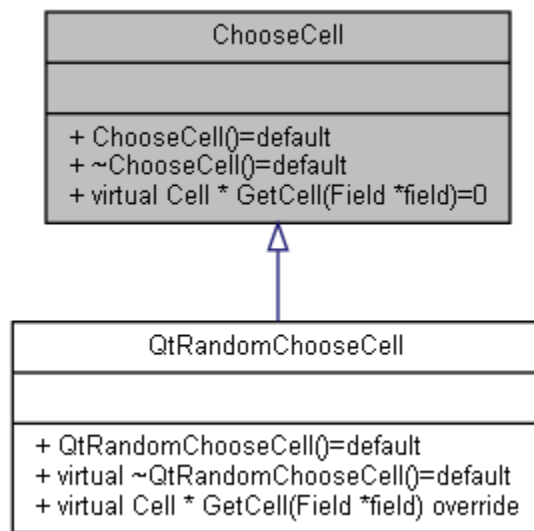 ChooseCell
+ ChooseCell()=default
+ ~ChooseCell()=default
+ virtual Cell * GetCell(Field *field)=0
QtRandomChooseCell
+ QtRandomChooseCell()=default
+ virtual ~QtRandomChooseCell()=default
+ virtual Cell * GetCell(Field *field) override